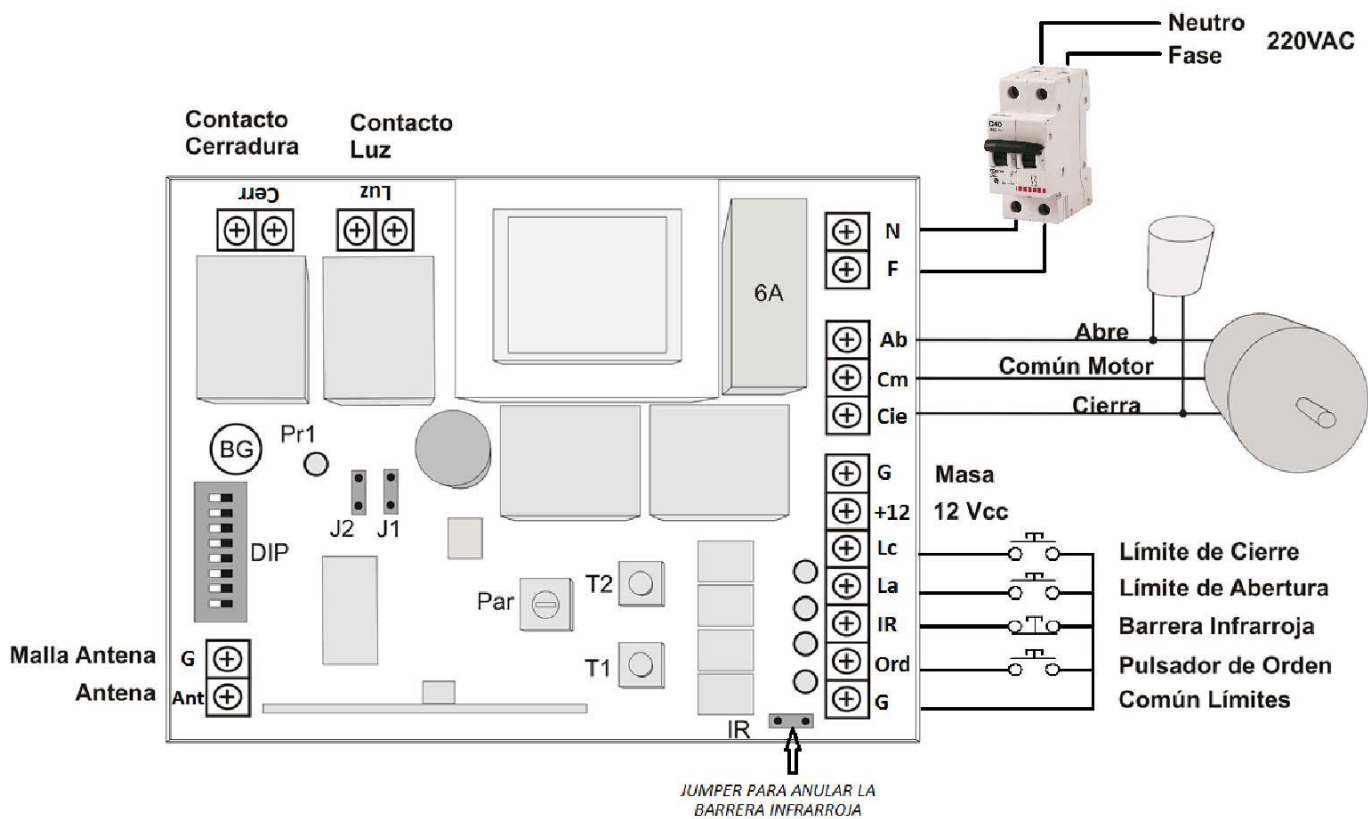 Neutro
Fase
220VAC
Contacto
Cerradura
Contacto
Luz
Cerr
Luz
N
F
6A
Ab
Abre
Cm
Común Motor
Cie
Cierra
BG
Pr1
J2
J1
DIP
G
Masa
+12
12 Vcc
Lc
Límite de Cierre
La
Límite de Abertura
IR
Barrera Infrarroja
Ord
Pulsador de Orden
G
Común Límites
Par
T2
T1
Malla Antena
G
Antena
Ant
IR
JUMPER PARA ANULAR LA
BARRERA INFRARROJA